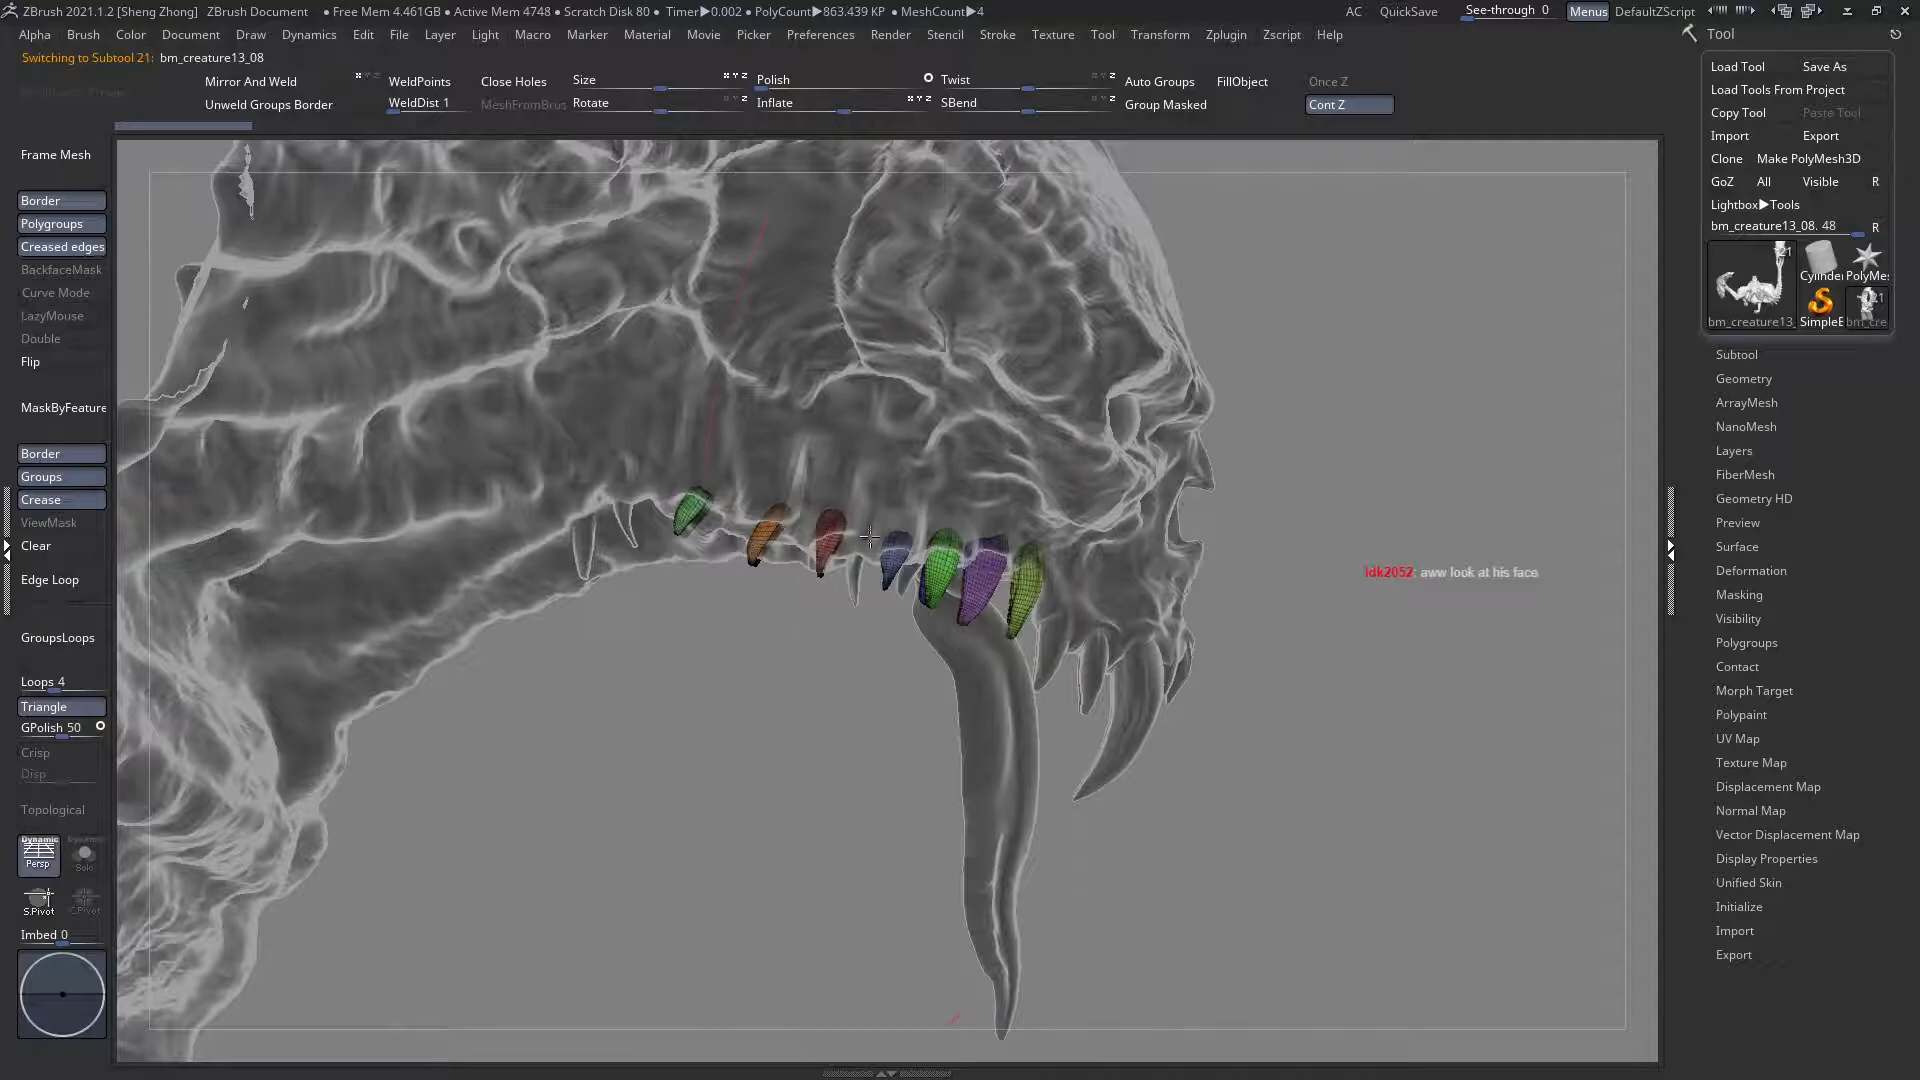 ZBrush 2021.1.2 [Sheng Zhong] ZBrush Document • Free Mem 4.461GB • Active Mem 4748 • Scratch Disk 80 • Timer▶0.002 • PolyCount▶863.439 KP • MeshCount▶4 AC QuickSave See-through 0 Menus DefaultZScript
Alpha Brush Color Document Draw Dynamics Edit File Layer Light Macro Marker Material Movie Picker Preferences Render Stencil Stroke Texture Tool Transform Zplugin Zscript Help
Switching to Subtool 21: bm_creature13_08
Mirror And Weld WeldPoints Close Holes Size Polish Twist Auto Groups FillObject Once Z
Unweld Groups Border WeldDist 1 MeshFromBrus Rotate Inflate SBend Group Masked Cont Z
Frame Mesh
Border
Polygroups
Creased edges
BackfaceMask
Curve Mode
LazyMouse
Double
Flip
MaskByFeature
Border
Groups
Crease
ViewMask
Clear
Edge Loop
GroupsLoops
Loops 4
Triangle
GPolish 50
Crisp
Disp
Topological
Dynamic
Persp Solo
S.Pivot C.Pivot
Imbed 0
idk2052: aww look at his face
Tool
Load Tool Save As
Load Tools From Project
Copy Tool Paste Tool
Import Export
Clone Make PolyMesh3D
GoZ All Visible R
Lightbox▶Tools
bm_creature13_08. 48 R
21
Cylinder PolyMes
21
bm_creature13_ SimpleE bm_cre
Subtool
Geometry
ArrayMesh
NanoMesh
Layers
FiberMesh
Geometry HD
Preview
Surface
Deformation
Masking
Visibility
Polygroups
Contact
Morph Target
Polypaint
UV Map
Texture Map
Displacement Map
Normal Map
Vector Displacement Map
Display Properties
Unified Skin
Initialize
Import
Export